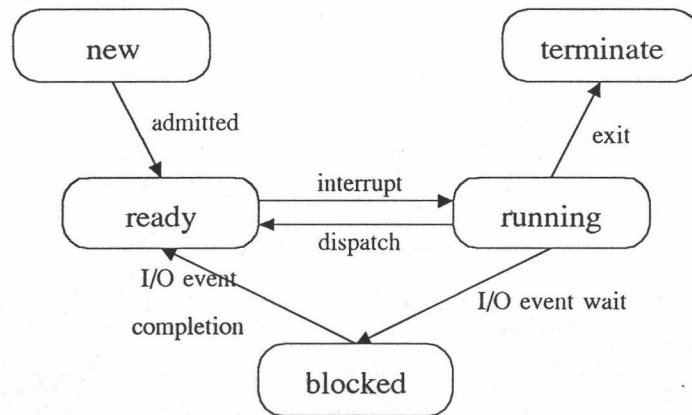 new
terminate
admitted
exit
interrupt
ready
running
dispatch
I/O event
I/O event wait
completion
blocked